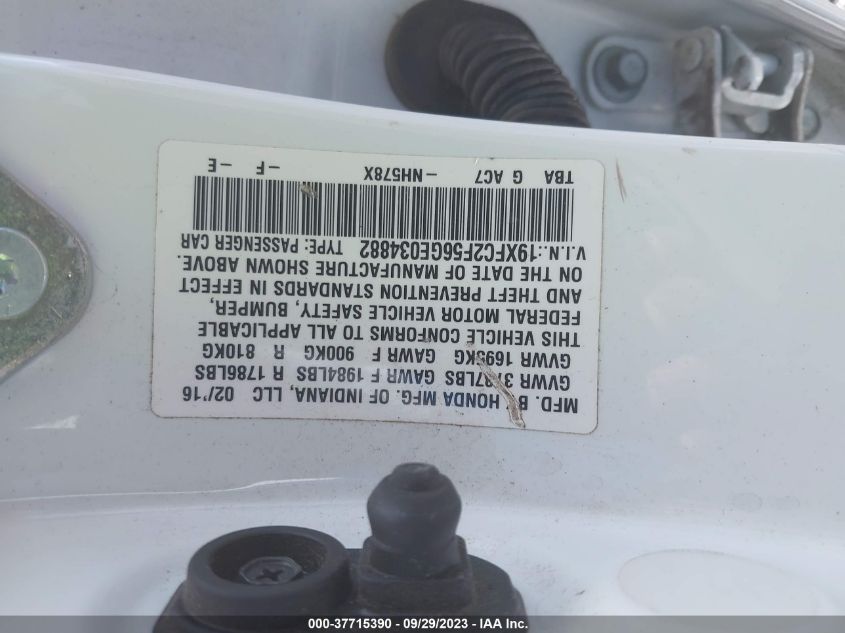 MFD. BY HONDA MFG. OF INDIANA, LLC 02/'16
GVWR LBS GAWR F 1984LBS R 1786LBS
GVWR GAWR F 900KG R 810KG
THIS VEHICLE CONFORMS TO ALL APPLICABLE
FEDERAL MOTOR VEHICLE SAFETY, BUMPER,
AND THEFT PREVENTION STANDARDS IN EFFECT
ON THE DATE OF MANUFACTURE SHOWN ABOVE.
V.I.N.:19XFC2F56GE034882 TYPE: PASSENGER CAR
TBA G AC7 -NH578X -F -E
000-37715390 - 09/29/2023 - IAA Inc.